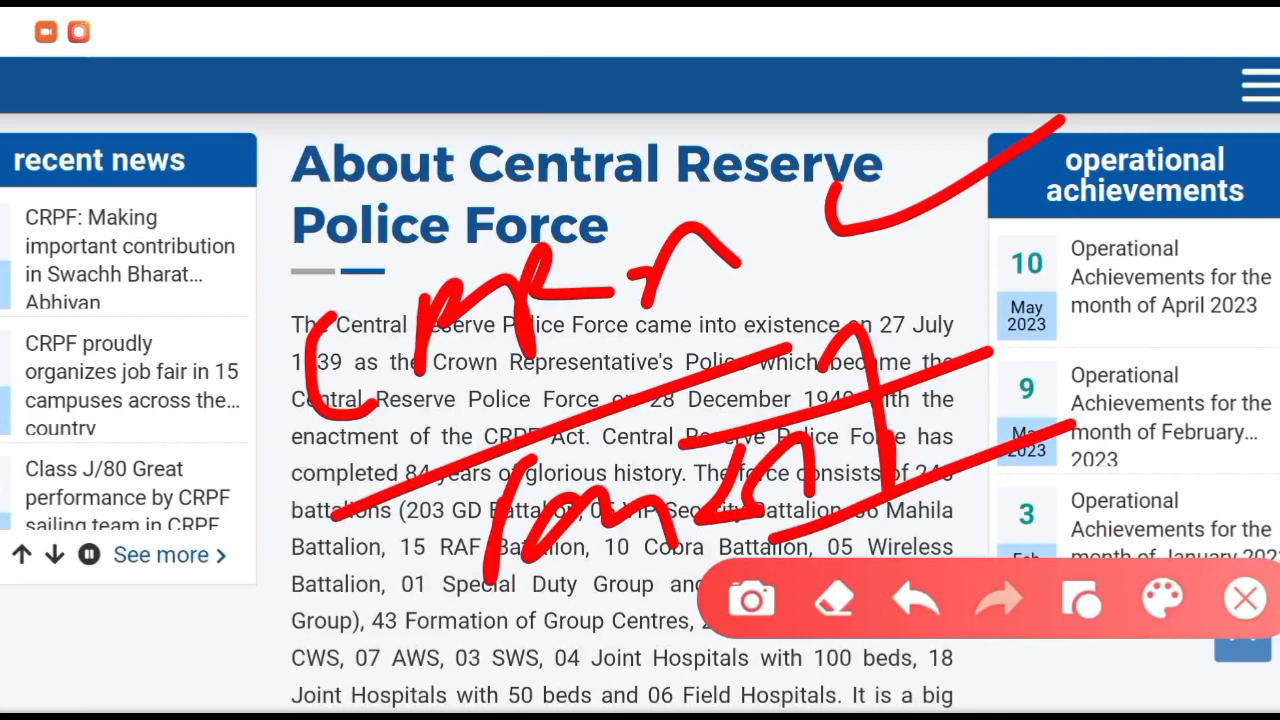 recent news
CRPF: Making
important contribution
in Swachh Bharat...
Abhiyan
CRPF proudly
organizes job fair in 15
campuses across the...
country
Class J/80 Great
performance by CRPF
sailing team in CRPF
See more
About Central Reserve
Police Force
The Central Reserve Police Force came into existence on 27 July
1939 as the Crown Representative's Police which became the
Central Reserve Police Force on 28 December 1949 with the
enactment of the CRPF Act. Central Reserve Police Force has
completed 84 years of glorious history. The force consists of
battalions (203 GD Battalion, VIP Security Battalion, Mahila
Battalion, 15 RAF Battalion, 10 Cobra Battalion, 05 Wireless
Battalion, 01 Special Duty Group
Group), 43 Formation of Group Centres,
CWS, 07 AWS, 03 SWS, 04 Joint Hospitals with 100 beds, 18
Joint Hospitals with 50 beds and 06 Field Hospitals. It is a big
operational
achievements
10
May
2023
Operational
Achievements for the
month of April 2023
9
2023
Operational
Achievements for the
month of February...
2023
3
Operational
Achievements for the
month of January